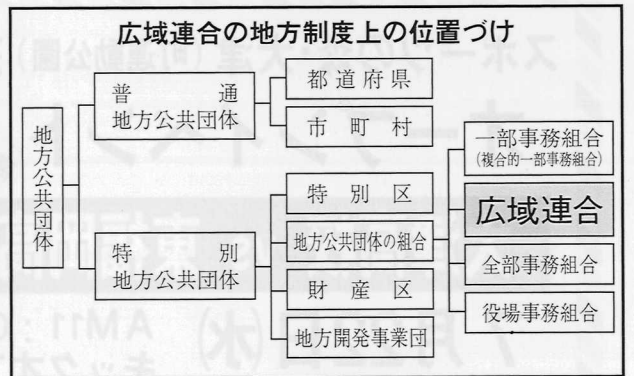 広域連合の地方制度上の位置づけ
地方公共団体
普通
地方公共団体
都道府県
市町村
特別
地方公共団体
特別区
地方公共団体の組合
財産区
地方開発事業団
一部事務組合
(複合的一部事務組合)
広域連合
全部事務組合
役場事務組合